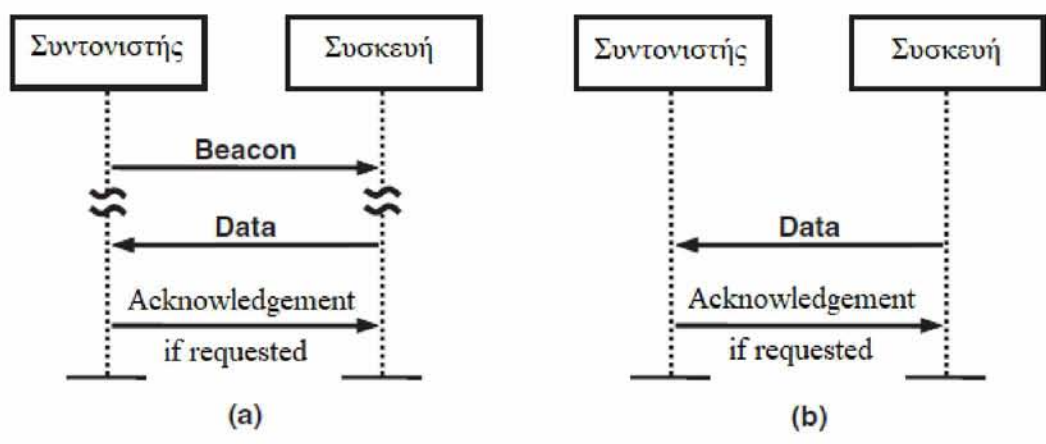 Συντονιστής
Συσκευή
Beacon
Data
Acknowledgement
if requested
(a)
Συντονιστής
Συσκευή
Data
Acknowledgement
if requested
(b)